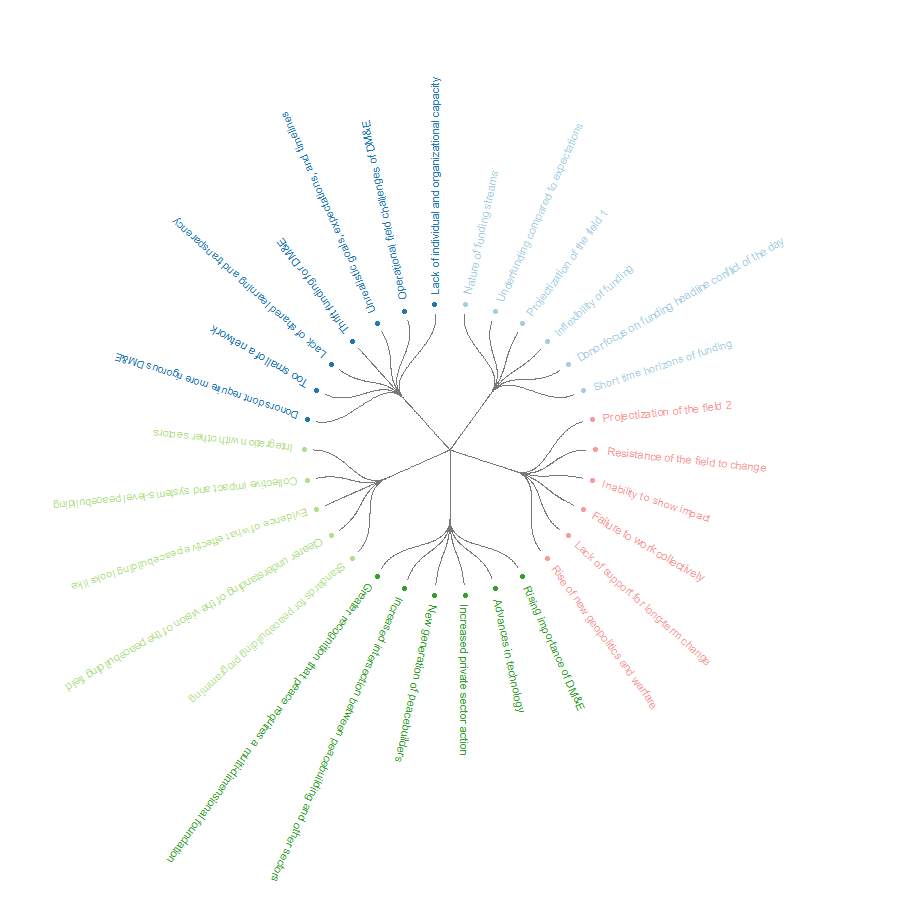 Lack of individual and organizational capacity
Nature of funding streams
Underfinding compared to expectations
Projectization of the field 1
Inflexibility of funding
Donor focus on funding headline conflict of the day
Short time horizons of funding
Projectization of the field 2
Resistance of the field to change
Inability to show impact
Failure to work collectively
Lack of support for long-term change
Rise of new geopolitics and warfare
Rising importance of DM&E
Advances in technology
Increased private sector action
New generation of peacebuilders
Increased intersection between peacebuilding and other sectors
Greater recognition that peace requires a multi-dimensional foundation
Standards for peacebuilding programming
Clearer understanding of the vision of the peacebuilding field
Evidence of what effective peacebuilding looks like
Collective impact and system s-level peacebuilding
Integration with other sectors
Donors dont require more rigorous DM&E
Too small of a network
Lack of shared learning and transparency
Thrift funding for DM&E
Unrealistic goals, expectations, and timelines
Operational field challenges of DM&E